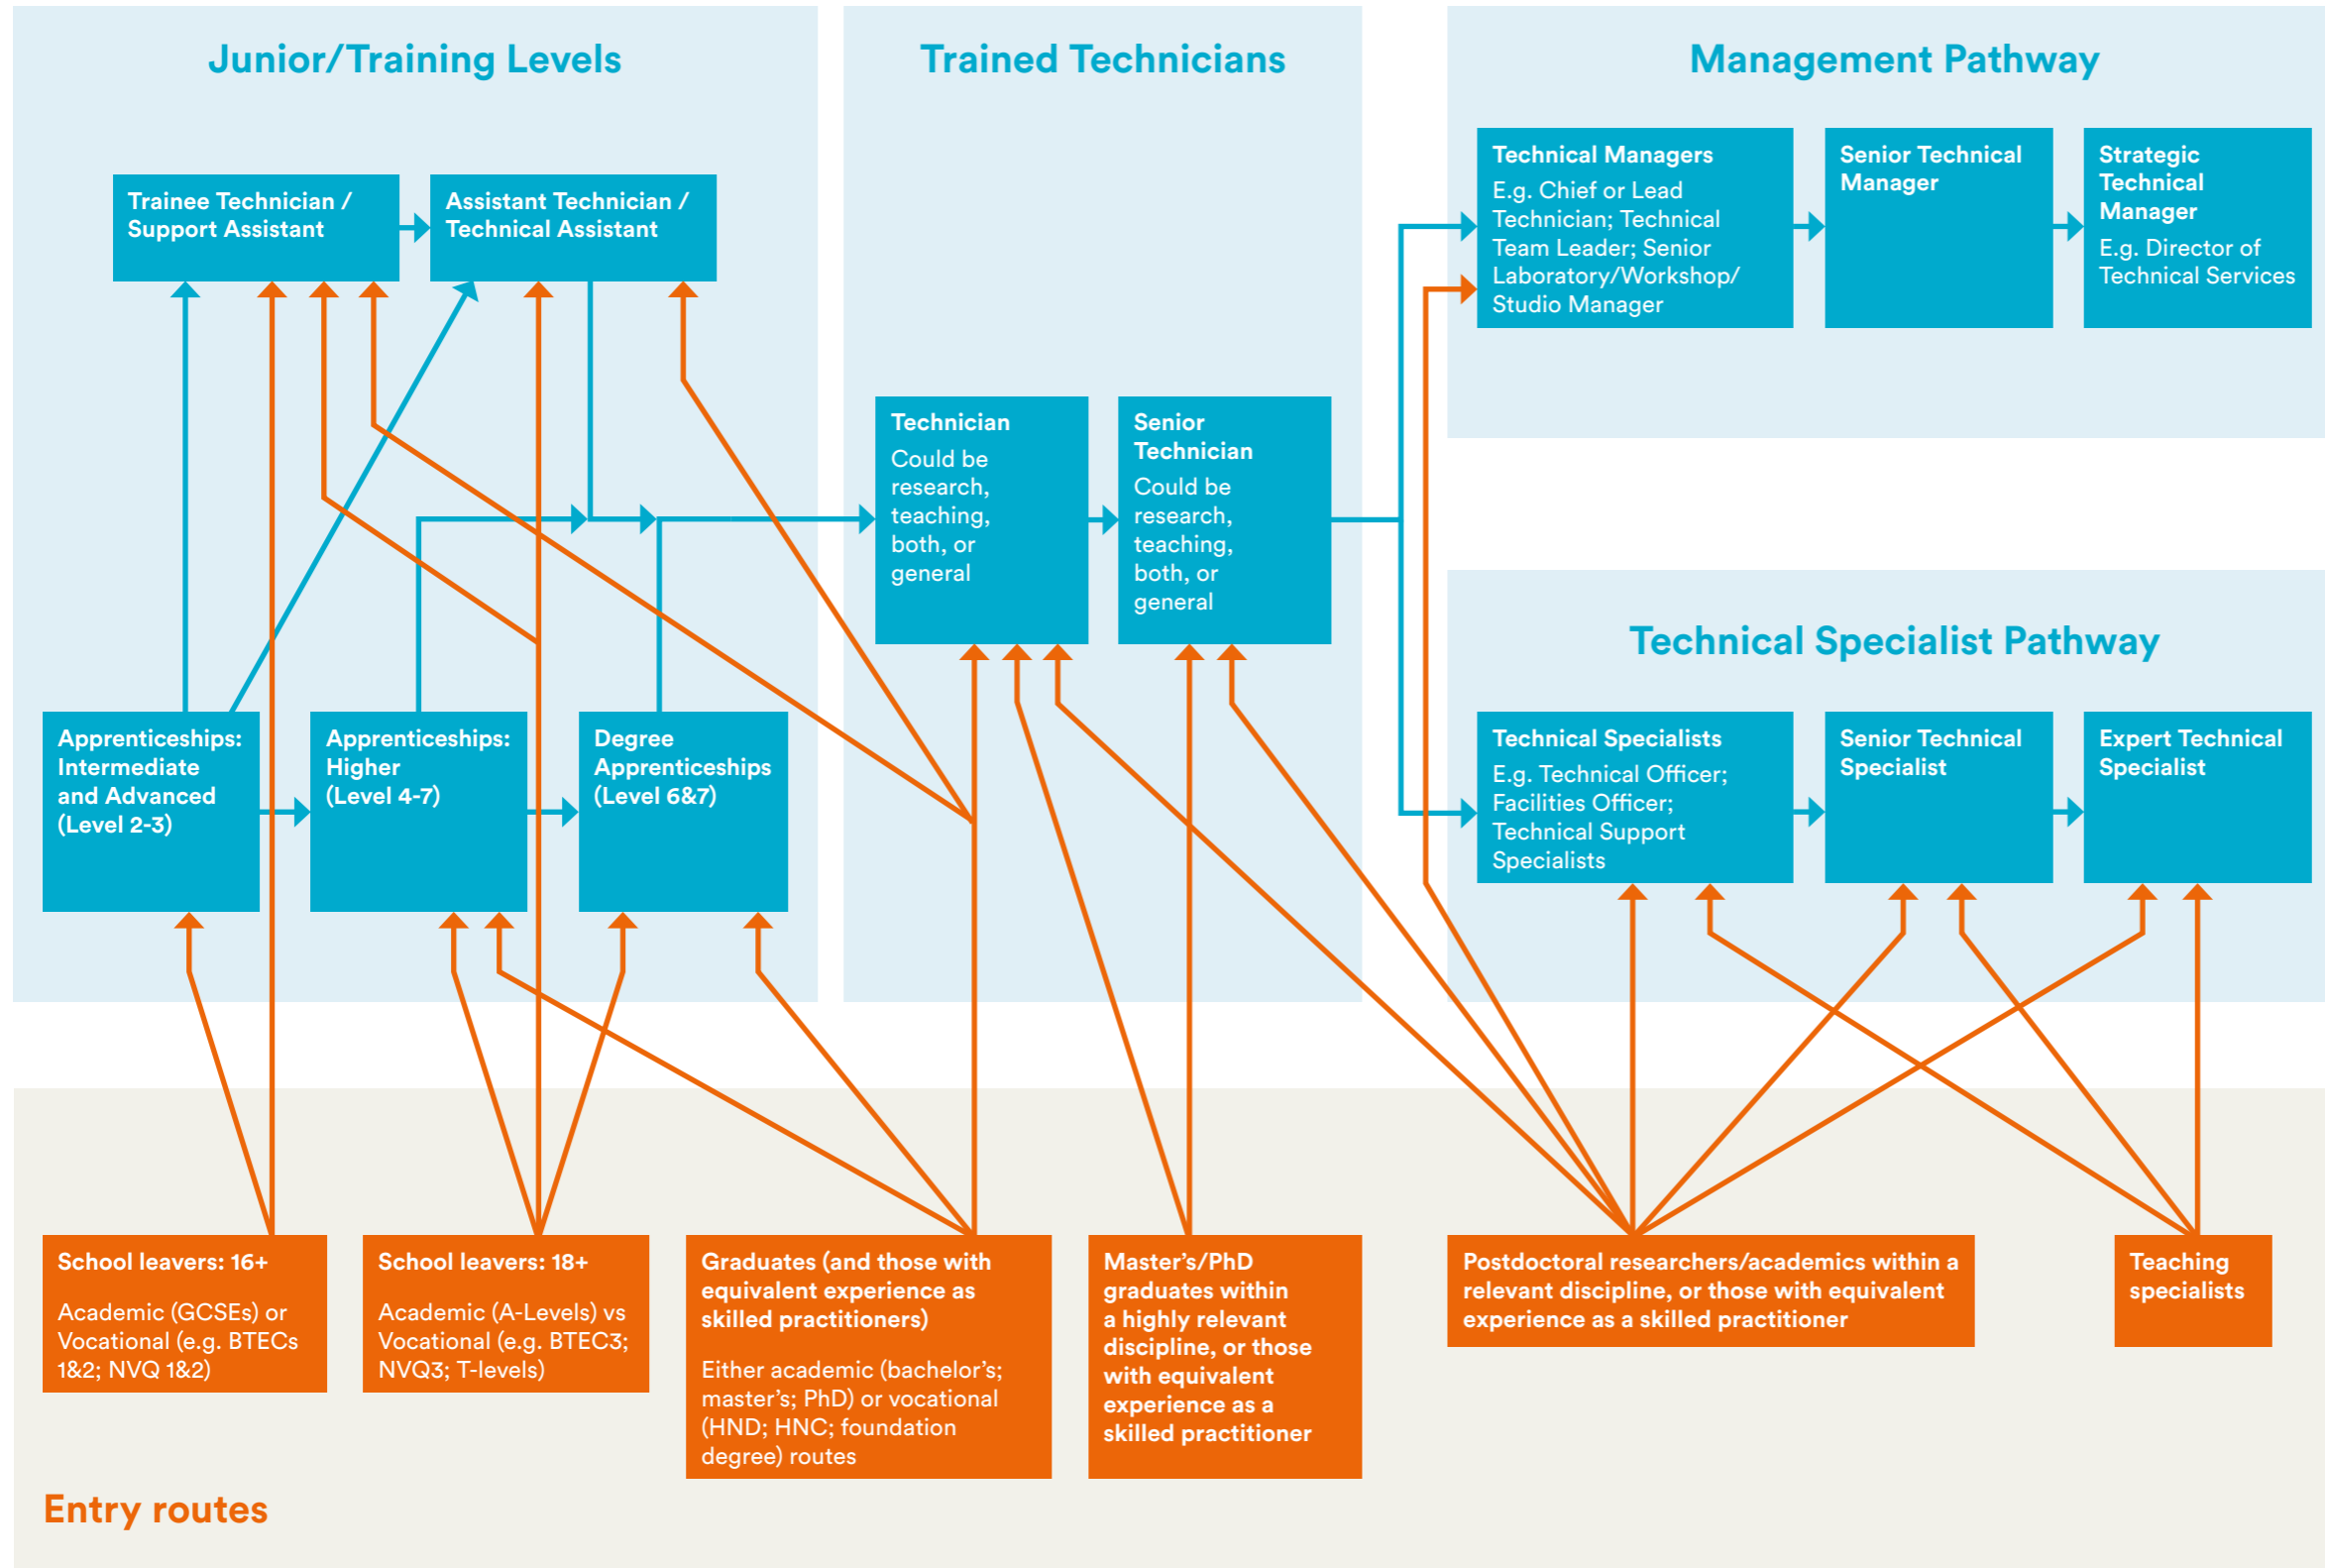 Junior/Training Levels
Trainee Technician /
Support Assistant
Assistant Technician /
Technical Assistant
Apprenticeships:
Intermediate
and Advanced
(Level 2-3)
Apprenticeships:
Higher
(Level 4-7)
Degree
Apprenticeships
(Level 6&7)
Trained Technicians
Technician
Could be
research,
teaching,
both, or
general
Senior
Technician
Could be
research,
teaching,
both, or
general
Management Pathway
Technical Managers
E.g. Chief or Lead
Technician; Technical
Team Leader; Senior
Laboratory/Workshop/
Studio Manager
Senior Technical
Manager
Strategic
Technical
Manager
E.g. Director of
Technical Services
Technical Specialist Pathway
Technical Specialists
E.g. Technical Officer;
Facilities Officer;
Technical Support
Specialists
Senior Technical
Specialist
Expert Technical
Specialist
School leavers: 16+
Academic (GCSEs) or
Vocational (e.g. BTECs
1&2; NVQ 1&2)
School leavers: 18+
Academic (A-Levels) vs
Vocational (e.g. BTEC3;
NVQ3; T-levels)
Graduates (and those with
equivalent experience as
skilled practitioners)
Either academic (bachelor’s;
master’s; PhD) or vocational
(HND; HNC; foundation
degree) routes
Master’s/PhD
graduates within
a highly relevant
discipline, or those
with equivalent
experience as a
skilled practitioner
Postdoctoral researchers/academics within a
relevant discipline, or those with equivalent
experience as a skilled practitioner
Teaching
specialists
Entry routes